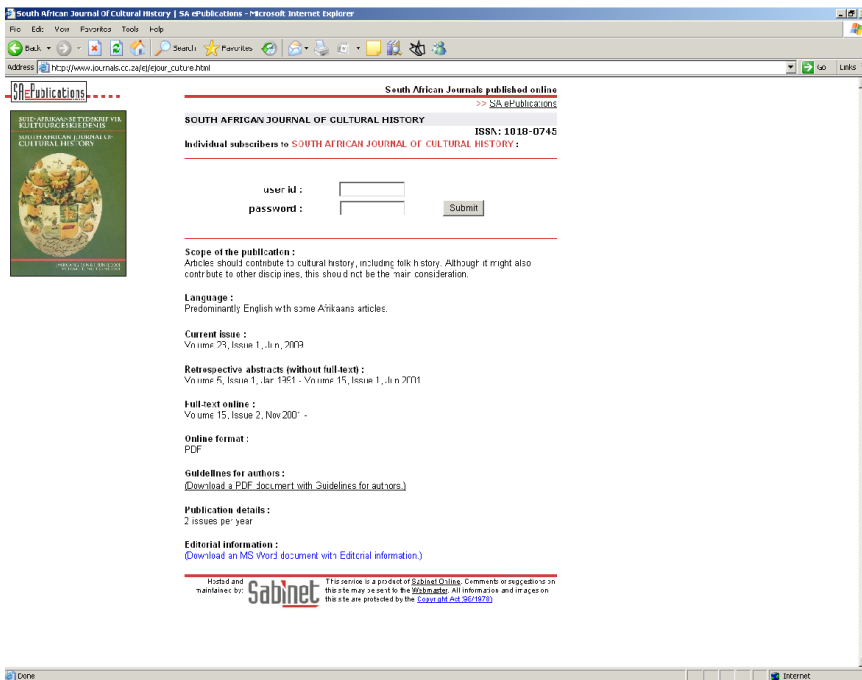 South African Journal Of Cultural History | SA ePublications - Microsoft Internet Explorer
File Edit View Favorites Tools Help
Back Search Favorites
Address http://www.journals.co.za/ej/ejour_culture.html Go Links
SA ePublications
South African Journals published online
>> SA ePublications
SUID-AFRIKAANSE TYDSKRIF VIR
KULTUURGESKIEDENIS
SOUTH AFRICAN JOURNAL OF
CULTURAL HISTORY
SOUTH AFRICAN JOURNAL OF CULTURAL HISTORY
ISSN: 1018-0745
Individual subscribers to SOUTH AFRICAN JOURNAL OF CULTURAL HISTORY :
user id :
password :
Submit
Scope of the publication :
Articles should contribute to cultural history, including folk history. Although it might also
contribute to other disciplines, this should not be the main consideration.
Language :
Predominantly English with some Afrikaans articles.
Current issue :
Volume 23, Issue 1, Jun, 2009
Retrospective abstracts (without full-text) :
Volume 5, Issue 1, Jan 1991 - Volume 15, Issue 1, Jun 2001
Full-text online :
Volume 15, Issue 2, Nov 2001 -
Online format :
PDF
Guidelines for authors :
(Download a PDF document with Guidelines for authors.)
Publication details :
2 issues per year
Editorial information :
(Download an MS Word document with Editorial information.)
Hosted and
maintained by:
Sabinet
This service is a product of Sabinet Online. Comments or suggestions on
this site may be sent to the Webmaster. All information and images on
this site are protected by the Copyright Act (98/1978)
Done
Internet